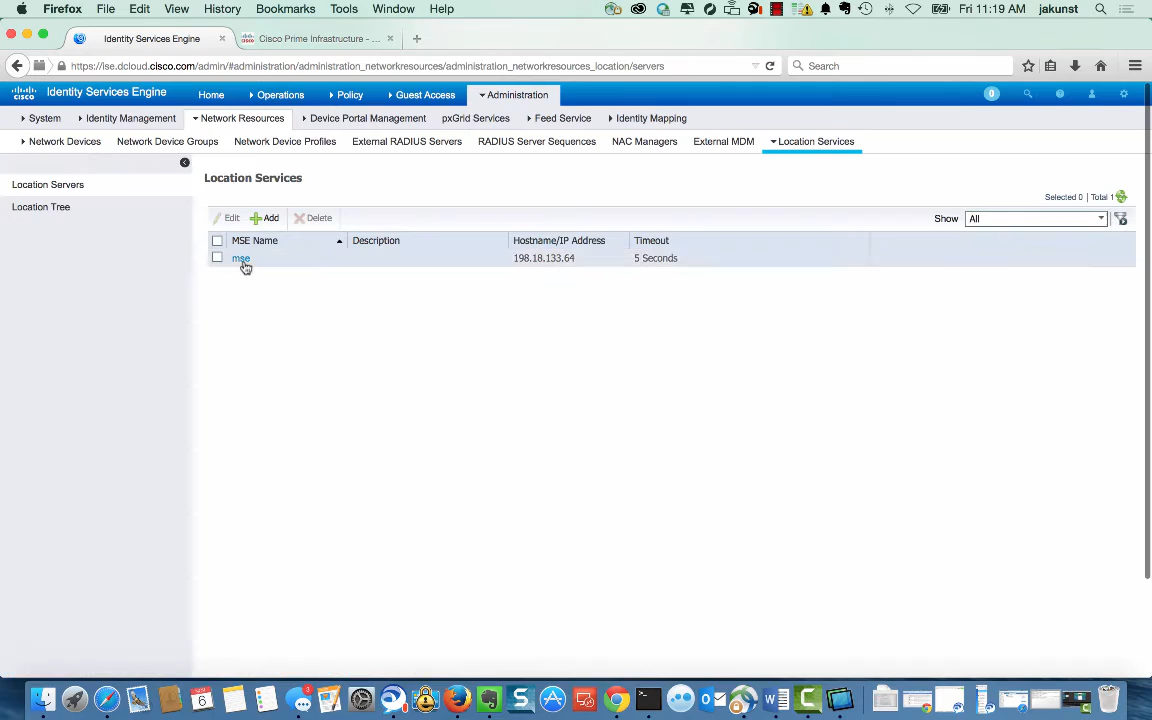 Firefox File Edit View History Bookmarks Tools Window Help Fri 11:19 AM jakunst
Identity Services Engine × Cisco Prime Infrastructure - ... × +
https://ise.dcloud.cisco.com/admin/#administration/administration_networkresources/administration_networkresources_location/servers Search
cisco Identity Services Engine Home Operations Policy Guest Access Administration 0
System Identity Management Network Resources Device Portal Management pxGrid Services Feed Service Identity Mapping
Network Devices Network Device Groups Network Device Profiles External RADIUS Servers RADIUS Server Sequences NAC Managers External MDM Location Services
Location Servers
Location Tree
Location Services
Selected 0 | Total 1
Edit Add Delete Show All
MSE Name Description Hostname/IP Address Timeout
mse 198.18.133.64 5 Seconds